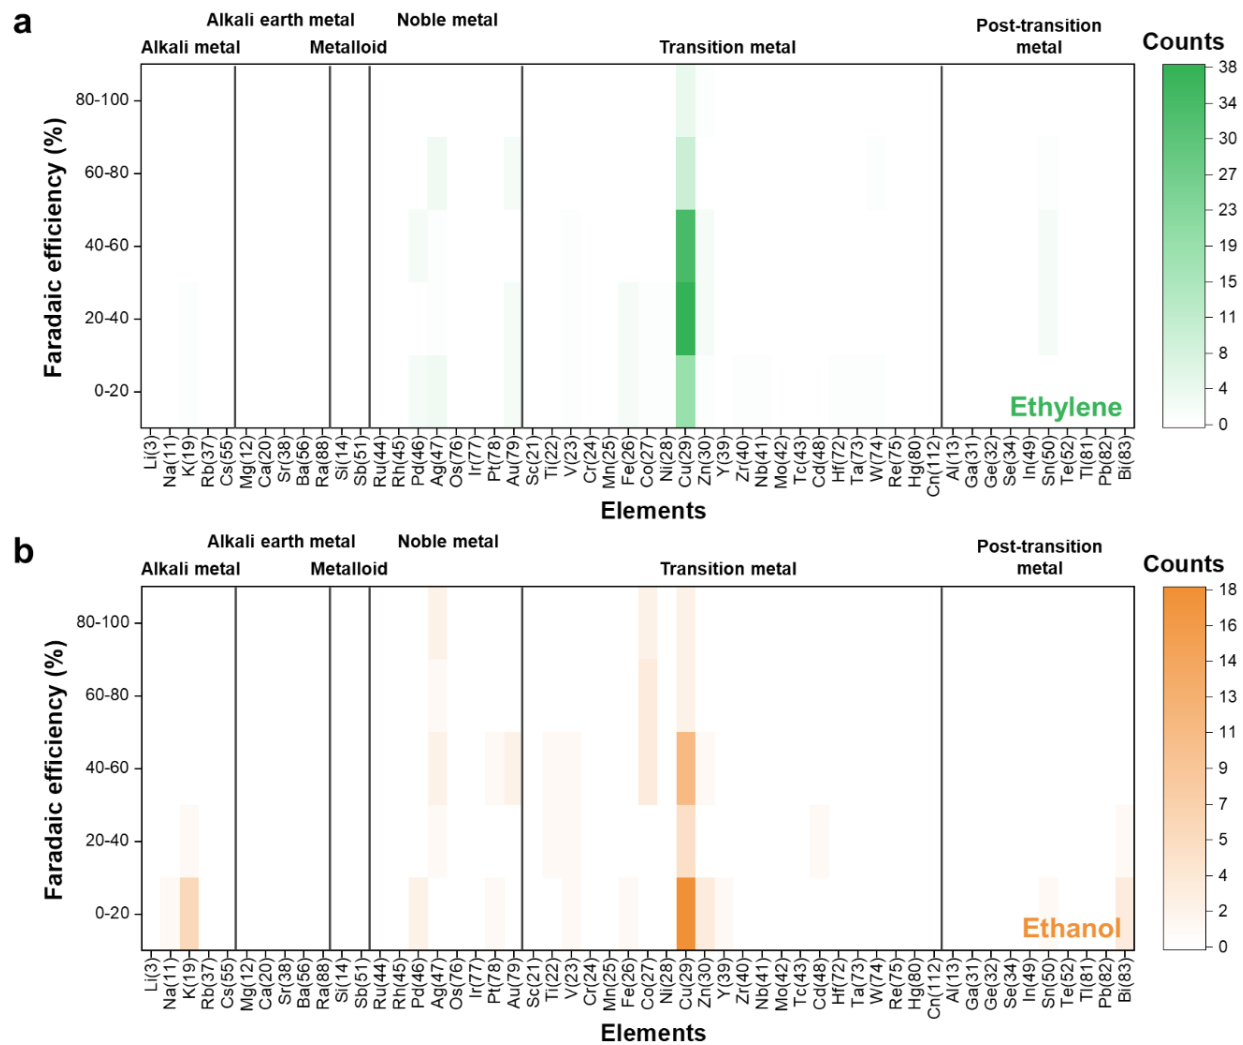 a
Alkali earth metal
Noble metal
Post-transition
metal
Alkali metal
Metalloid
Transition metal
Counts
Faradaic efficiency (%)
80-100
60-80
40-60
20-40
0-20
38
34
30
27
23
19
15
11
8
4
0
Ethylene
Li(3)
Na(11)
K(19)
Rb(37)
Cs(55)
Mg(12)
Ca(20)
Sr(38)
Ba(56)
Ra(88)
Si(14)
Sb(51)
Ru(44)
Rh(45)
Pd(46)
Ag(47)
Os(76)
Ir(77)
Pt(78)
Au(79)
Sc(21)
Ti(22)
V(23)
Cr(24)
Mn(25)
Fe(26)
Co(27)
Ni(28)
Cu(29)
Zn(30)
Y(39)
Zr(40)
Nb(41)
Mo(42)
Tc(43)
Cd(48)
Hf(72)
Ta(73)
W(74)
Re(75)
Hg(80)
Cn(112)
Al(13)
Ga(31)
Ge(32)
Se(34)
In(49)
Sn(50)
Te(52)
Tl(81)
Pb(82)
Bi(83)
Elements
b
Alkali earth metal
Noble metal
Post-transition
metal
Alkali metal
Metalloid
Transition metal
Counts
Faradaic efficiency (%)
80-100
60-80
40-60
20-40
0-20
18
16
14
13
11
9
7
5
4
2
0
Ethanol
Li(3)
Na(11)
K(19)
Rb(37)
Cs(55)
Mg(12)
Ca(20)
Sr(38)
Ba(56)
Ra(88)
Si(14)
Sb(51)
Ru(44)
Rh(45)
Pd(46)
Ag(47)
Os(76)
Ir(77)
Pt(78)
Au(79)
Sc(21)
Ti(22)
V(23)
Cr(24)
Mn(25)
Fe(26)
Co(27)
Ni(28)
Cu(29)
Zn(30)
Y(39)
Zr(40)
Nb(41)
Mo(42)
Tc(43)
Cd(48)
Hf(72)
Ta(73)
W(74)
Re(75)
Hg(80)
Cn(112)
Al(13)
Ga(31)
Ge(32)
Se(34)
In(49)
Sn(50)
Te(52)
Tl(81)
Pb(82)
Bi(83)
Elements